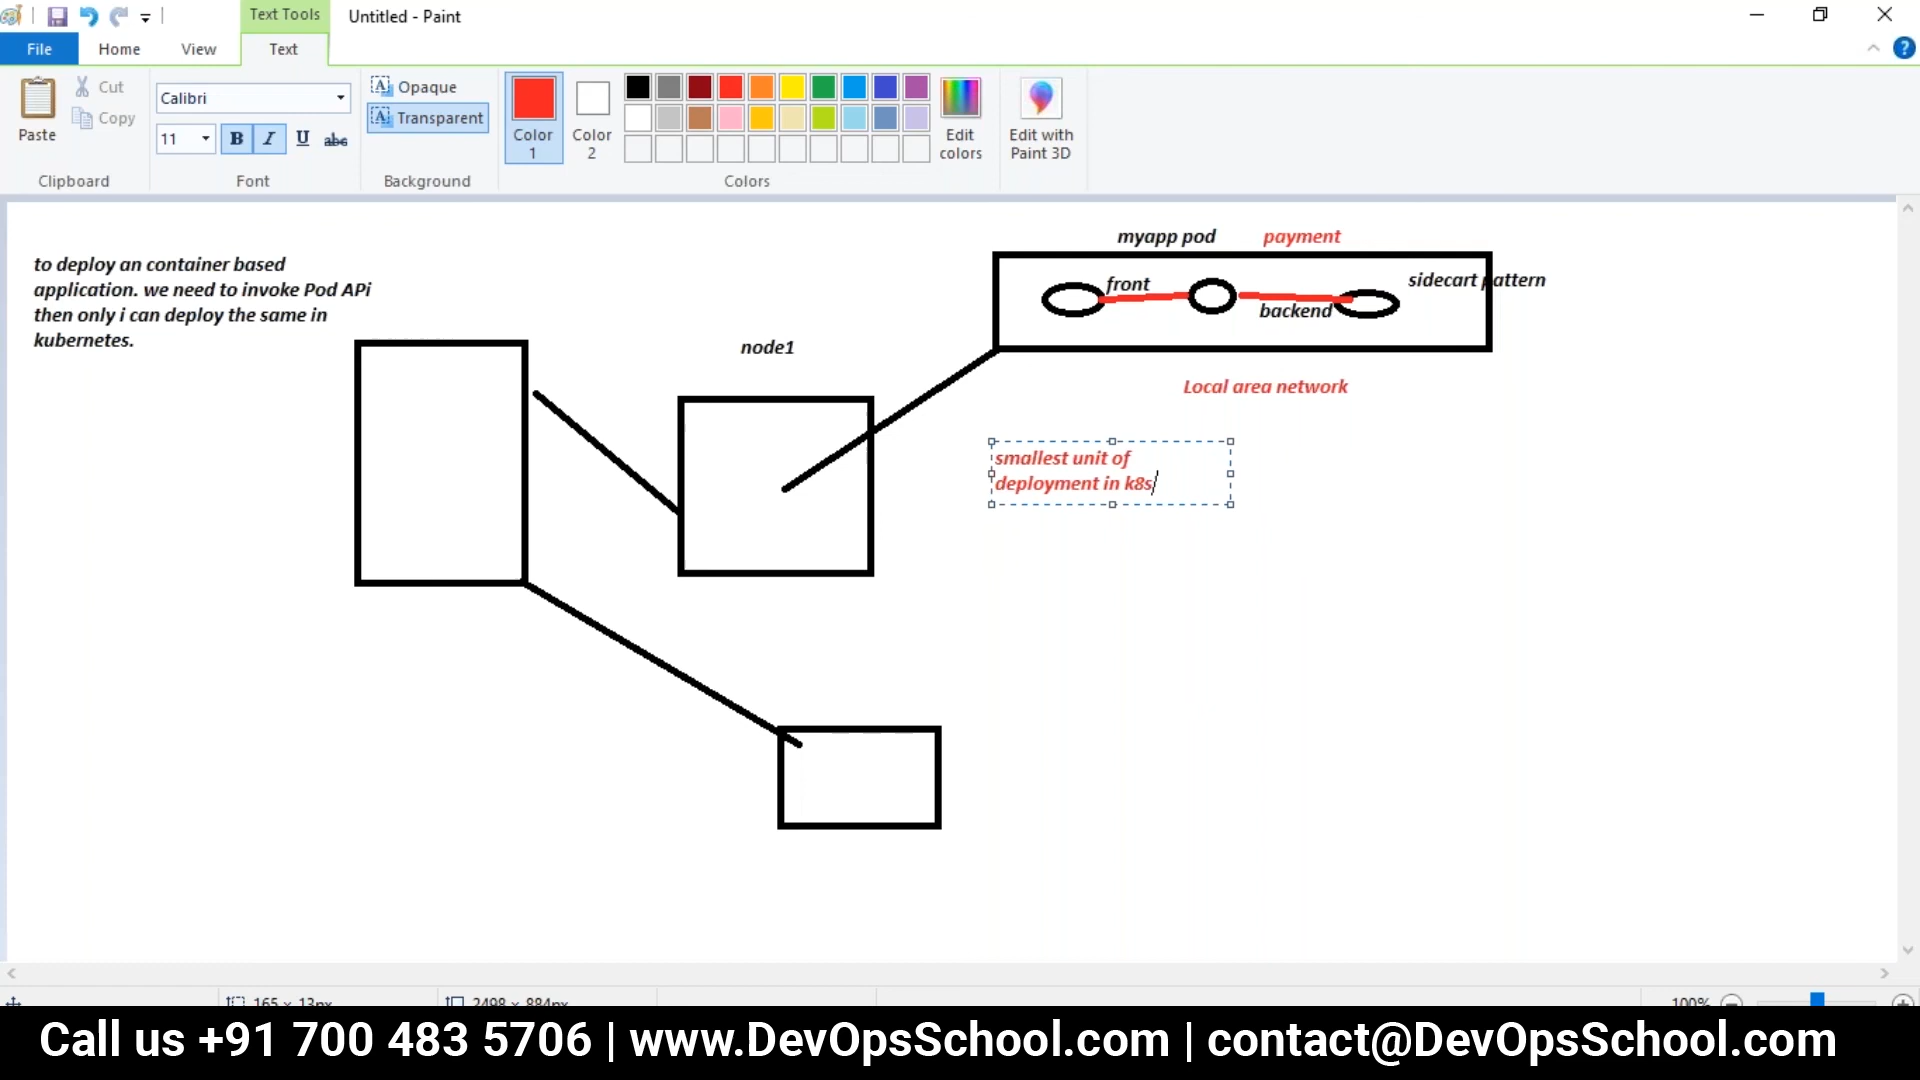 Text Tools
Untitled - Paint
File
Home
View
Text
Paste
Cut
Copy
Clipboard
Calibri
11
B I U abc
Font
Opaque
Transparent
Background
Color 1
Color 2
Colors
Edit colors
Edit with Paint 3D
to deploy an container based
application. we need to invoke Pod APi
then only i can deploy the same in
kubernetes.
node1
myapp pod
payment
front
backend
sidecart pattern
Local area network
smallest unit of
deployment in k8s
165 × 13px
2498 × 884px
100%
Call us +91 700 483 5706 | www.DevOpsSchool.com | contact@DevOpsSchool.com